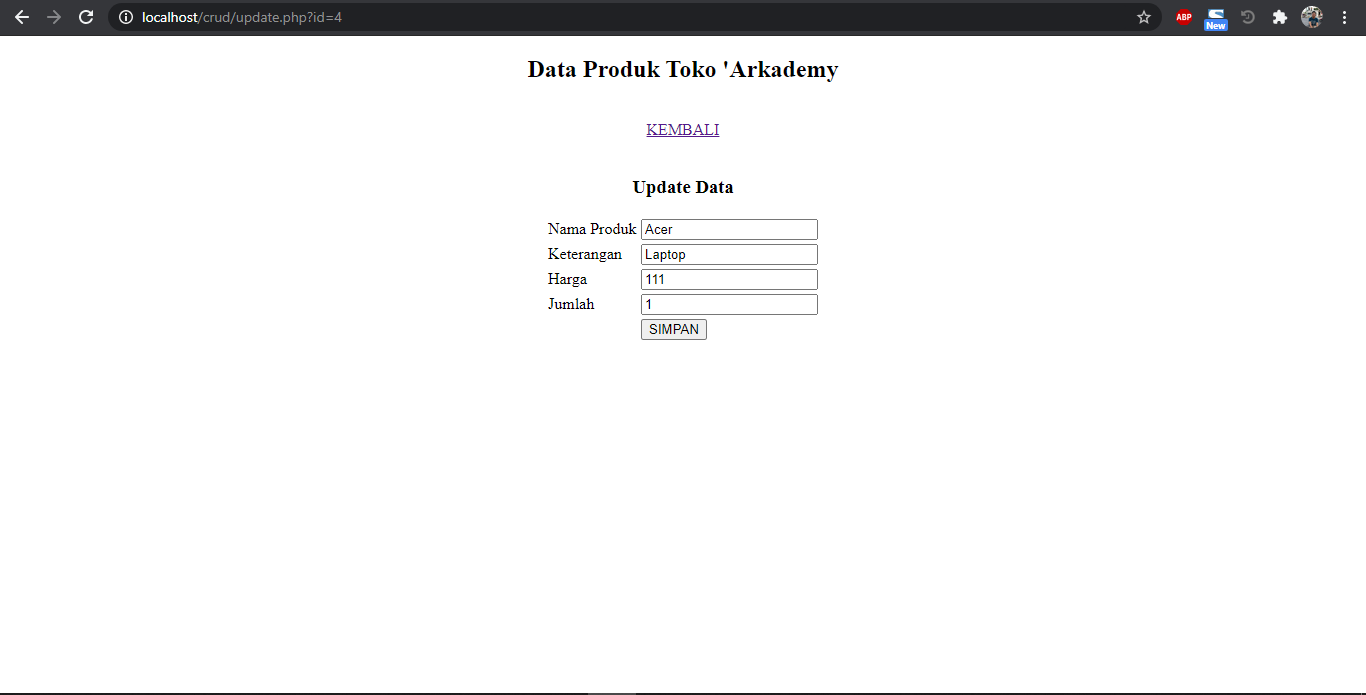 localhost/crud/update.php?id=4
ABP
New
Data Produk Toko 'Arkademy
KEMBALI
Update Data
Nama Produk Acer
Keterangan Laptop
Harga 111
Jumlah 1
SIMPAN